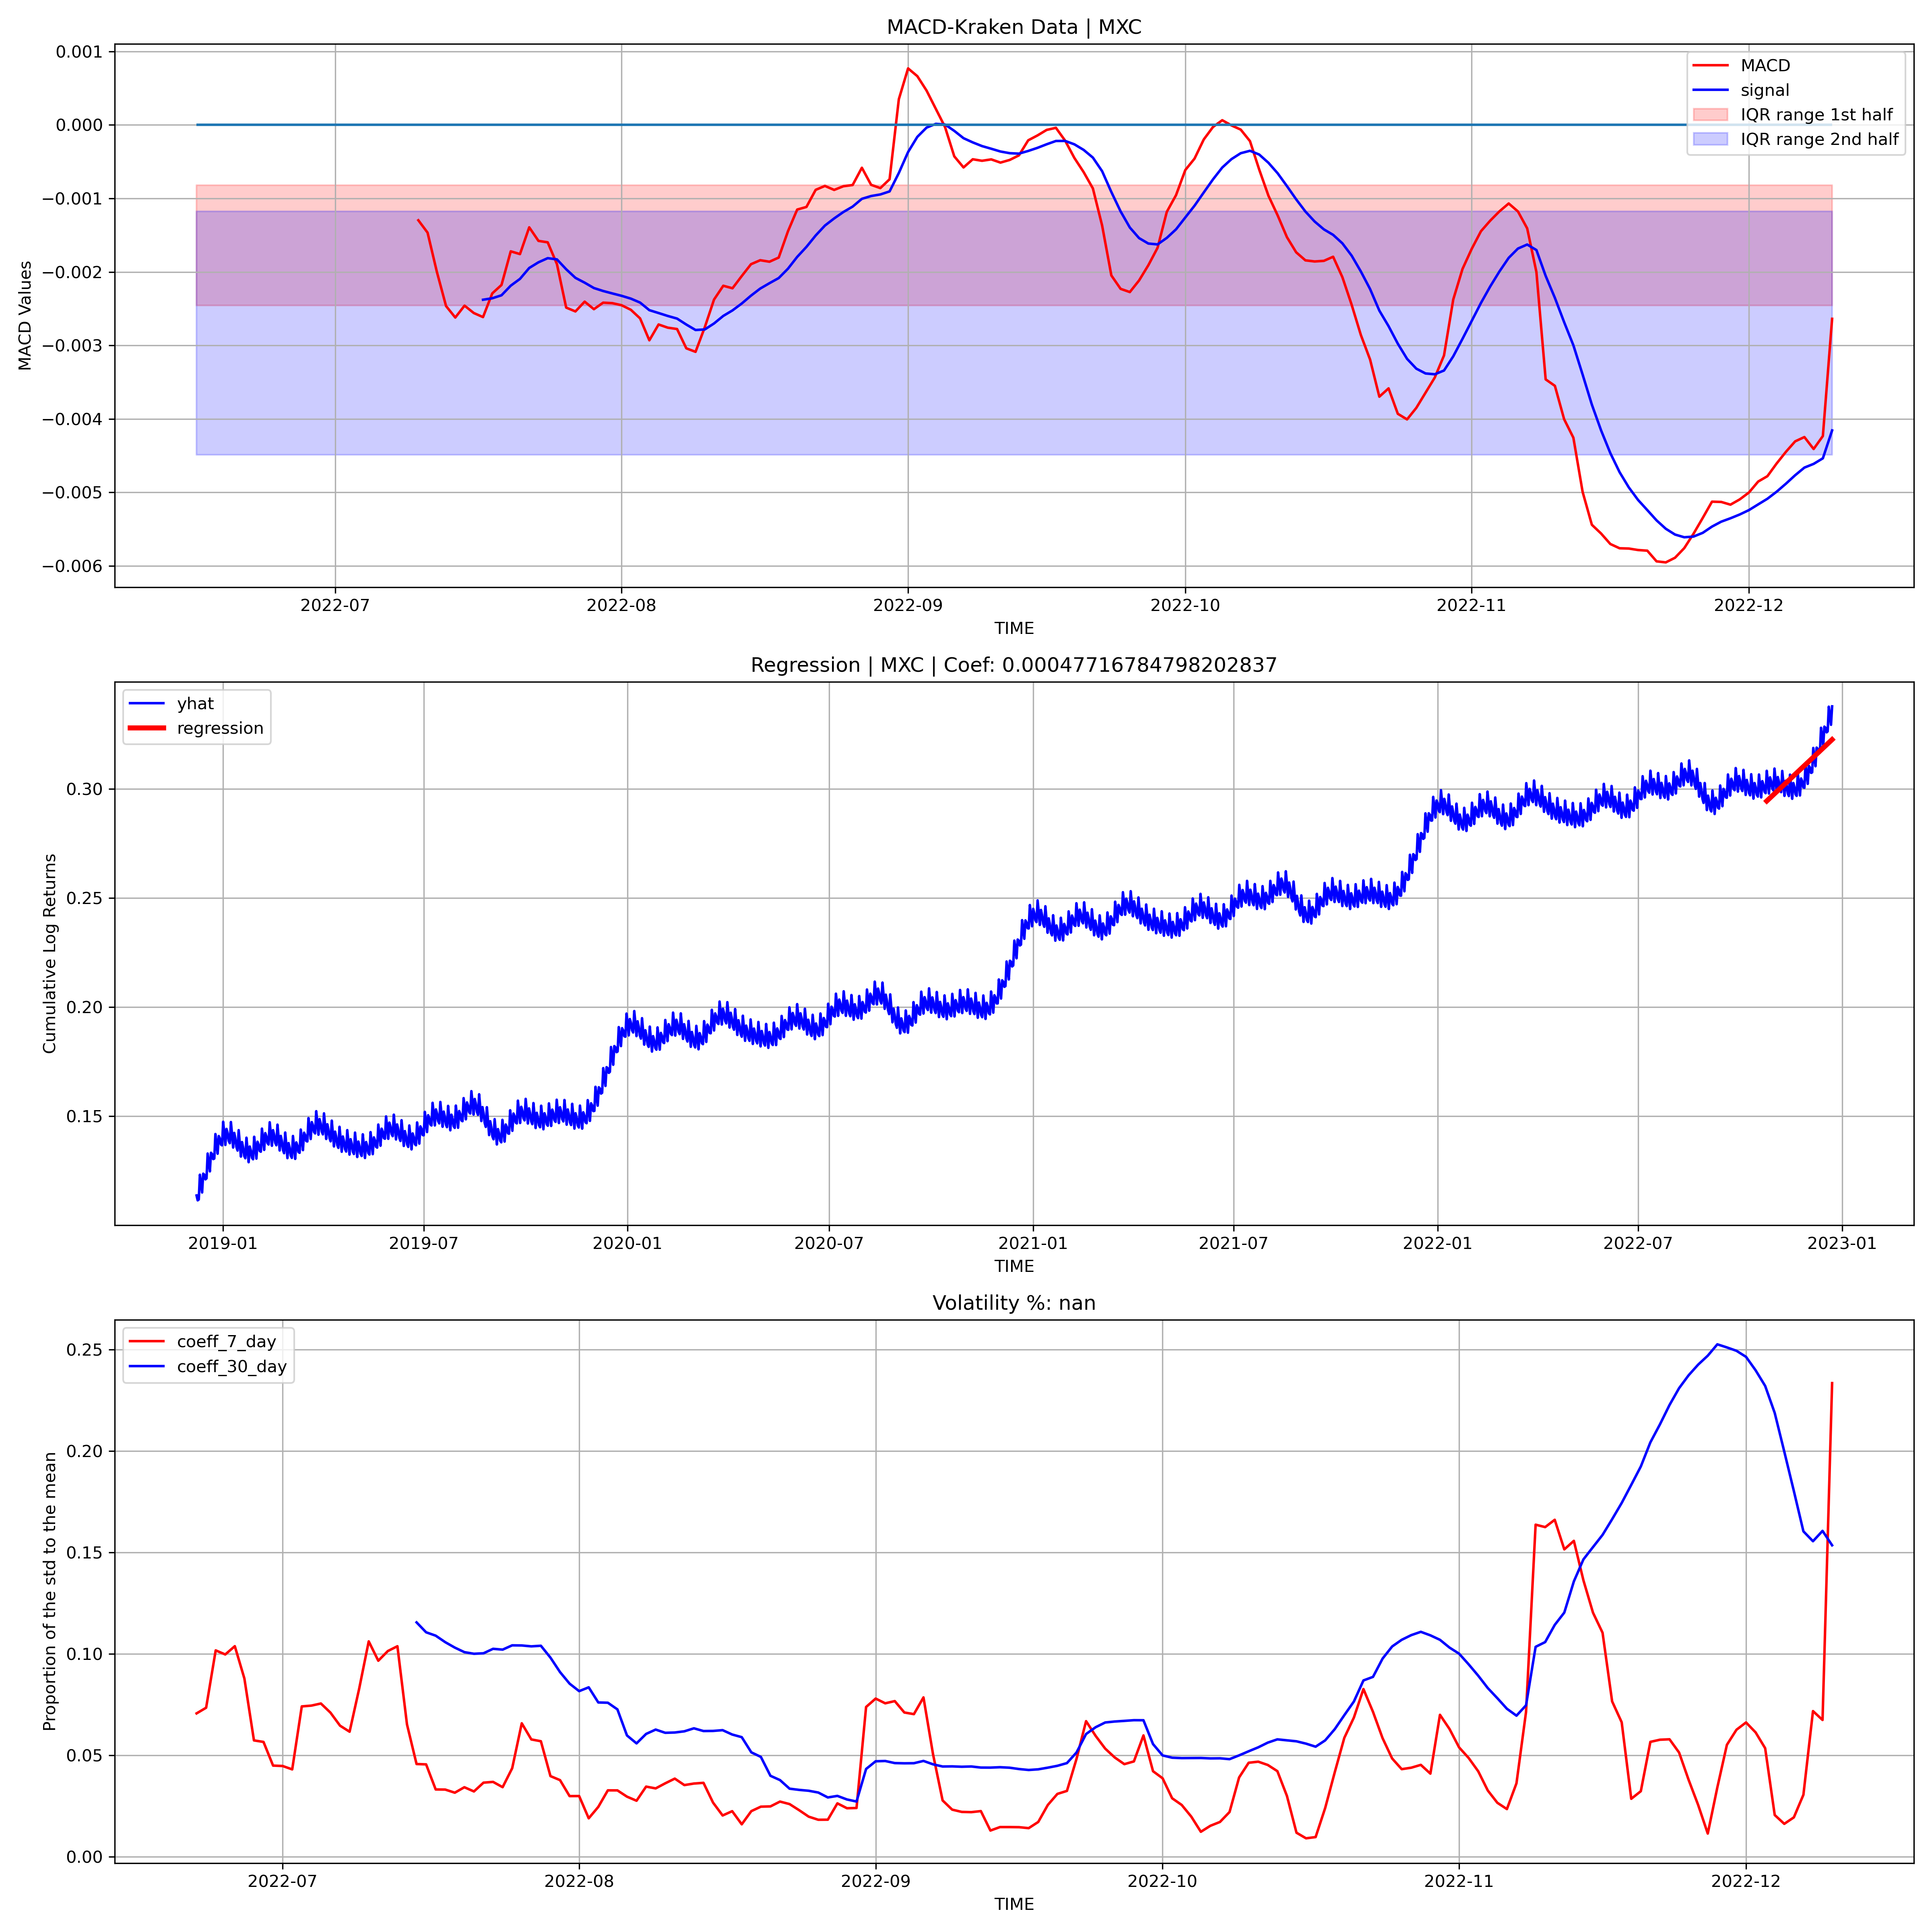 MACD-Kraken Data | MXC
MACD Values
0.001
0.000
−0.001
−0.002
−0.003
−0.004
−0.005
−0.006
MACD
signal
IQR range 1st half
IQR range 2nd half
2022-07 2022-08 2022-09 2022-10 2022-11 2022-12
TIME
Regression | MXC | Coef: 0.00047716784798202837
Cumulative Log Returns
yhat
regression
0.30
0.25
0.20
0.15
2019-01 2019-07 2020-01 2020-07 2021-01 2021-07 2022-01 2022-07 2023-01
TIME
Volatility %: nan
Proportion of the std to the mean
coeff_7_day
coeff_30_day
0.25
0.20
0.15
0.10
0.05
0.00
2022-07 2022-08 2022-09 2022-10 2022-11 2022-12
TIME